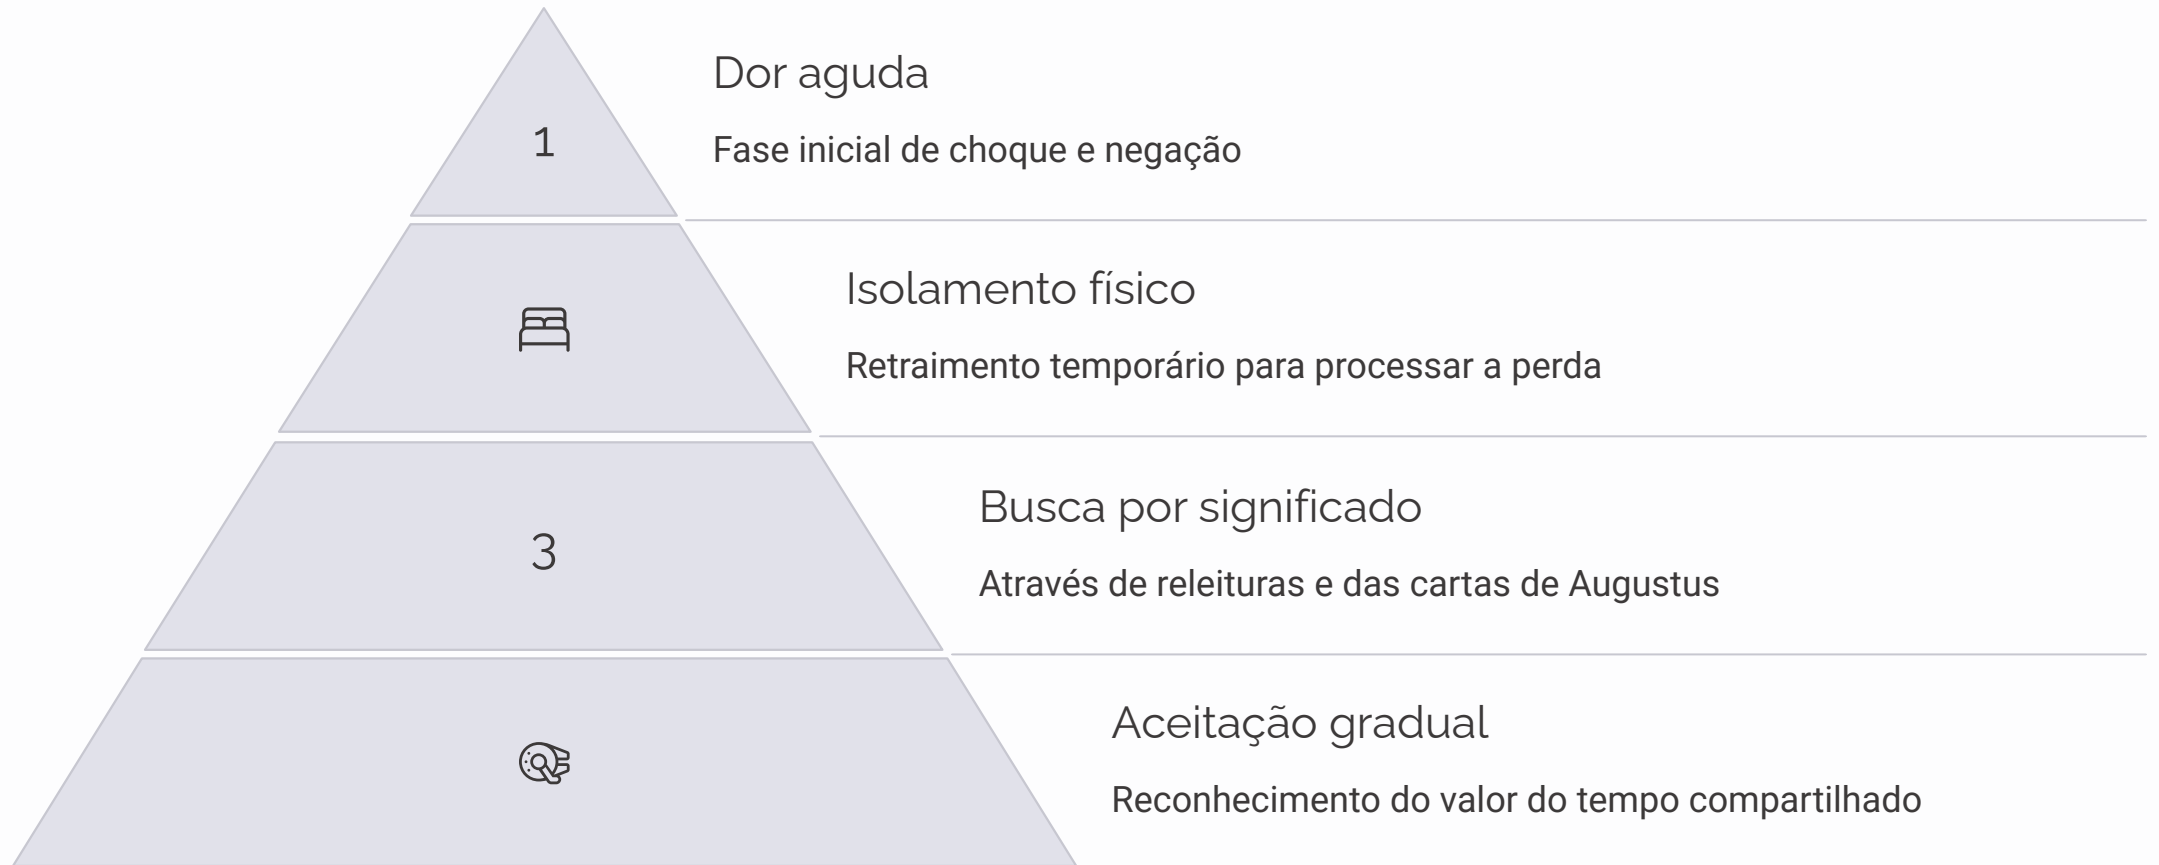 1
Dor aguda
Fase inicial de choque e negação
Isolamento físico
Retraimento temporário para processar a perda
3
Busca por significado
Através de releituras e das cartas de Augustus
Aceitação gradual
Reconhecimento do valor do tempo compartilhado